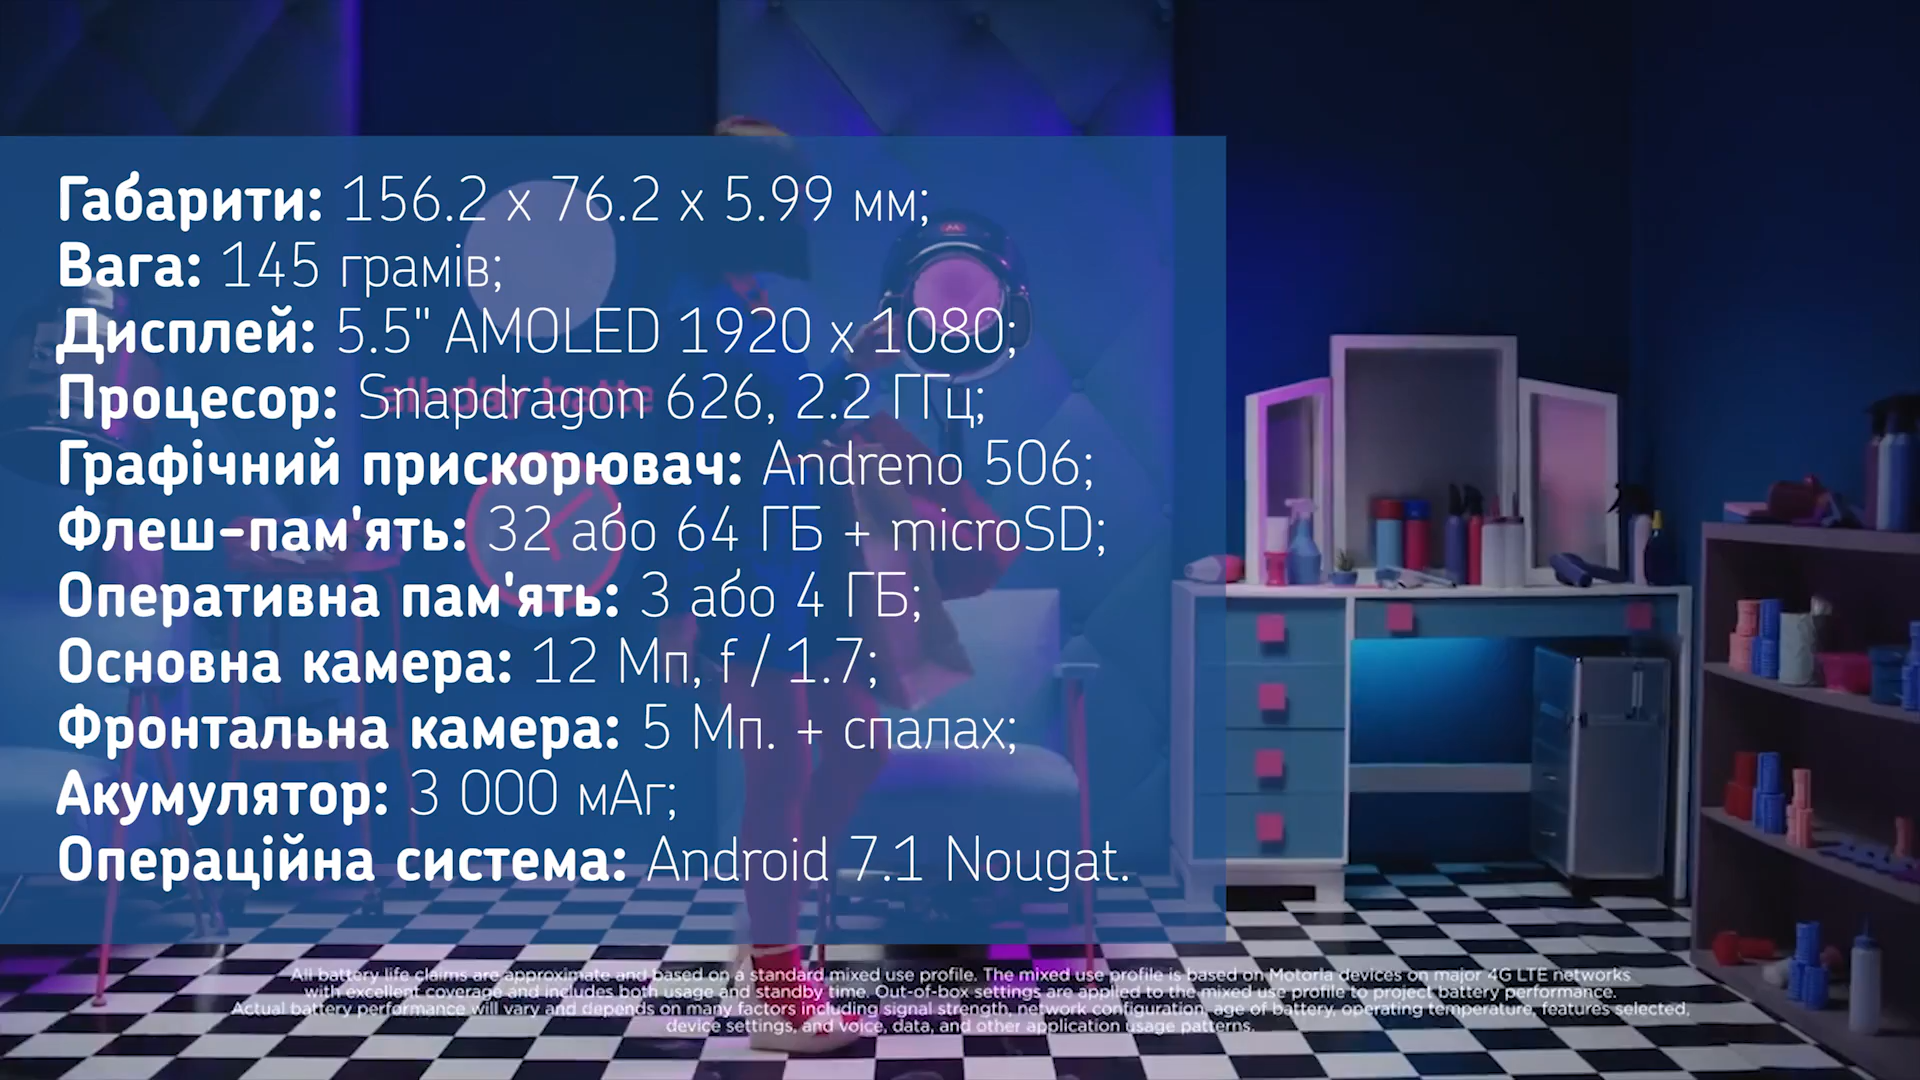 Габарити: 156.2 x 76.2 x 5.99 мм;
Вага: 145 грамів;
Дисплей: 5.5" AMOLED 1920 x 1080;
Процесор: Snapdragon 626, 2.2 ГГц;
Графічний прискорювач: Andreno 506;
Флеш-пам'ять: 32 або 64 ГБ + microSD;
Оперативна пам'ять: 3 або 4 ГБ;
Основна камера: 12 Мп, f / 1.7;
Фронтальна камера: 5 Мп. + спалах;
Акумулятор: 3 000 мАг;
Операційна система: Android 7.1 Nougat.
all-day batte
All battery life claims are approximate and based on a standard mixed use profile. The mixed use profile is based on Motorla devices on major 4G LTE networks
with excellent coverage and includes both usage and standby time. Out-of-box settings are applied to the mixed use profile to project battery performance.
Actual battery performance will vary and depends on many factors including signal strength, network configuration, age of battery, operating temperature, features selected,
device settings, and voice, data, and other application usage patterns.